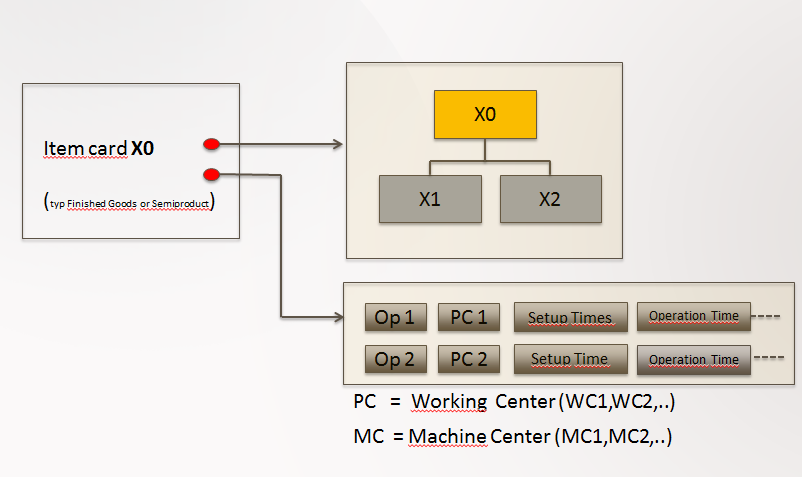 Item card X0
(typ Finished Goods or Semiproduct)
X0
X1 X2
Op 1 PC 1 Setup Times Operation Time
Op 2 PC 2 Setup Time Operation Time
PC = Working Center (WC1,WC2,..)
MC = Machine Center (MC1,MC2,..)